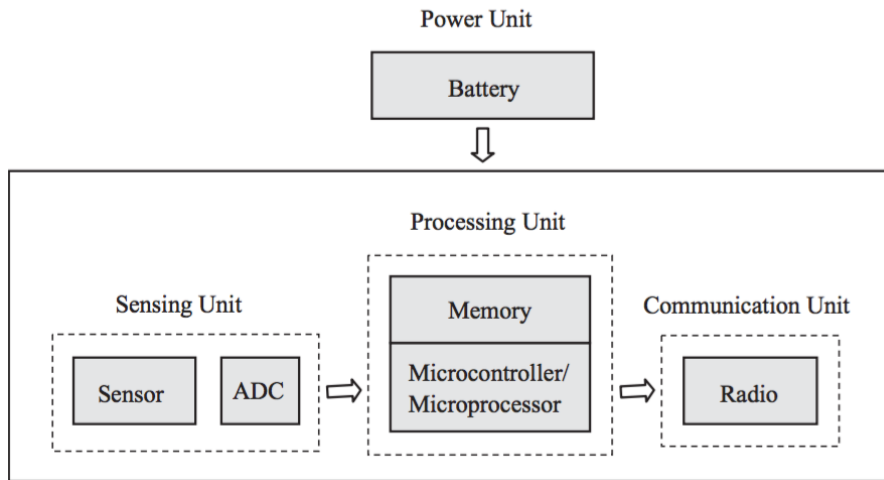 Power Unit
Battery
Processing Unit
Sensing Unit
Memory
Communication Unit
Sensor
ADC
Microcontroller/
Microprocessor
Radio